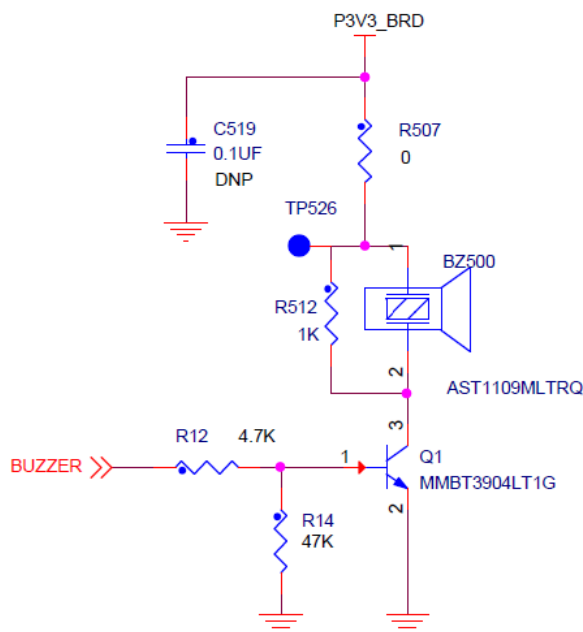 P3V3_BRD
C519
0.1UF
DNP
R507
0
TP526
1
BZ500
R512
1K
2
AST1109MLTRQ
3
R12 4.7K
BUZZER
1
Q1
MMBT3904LT1G
2
R14
47K